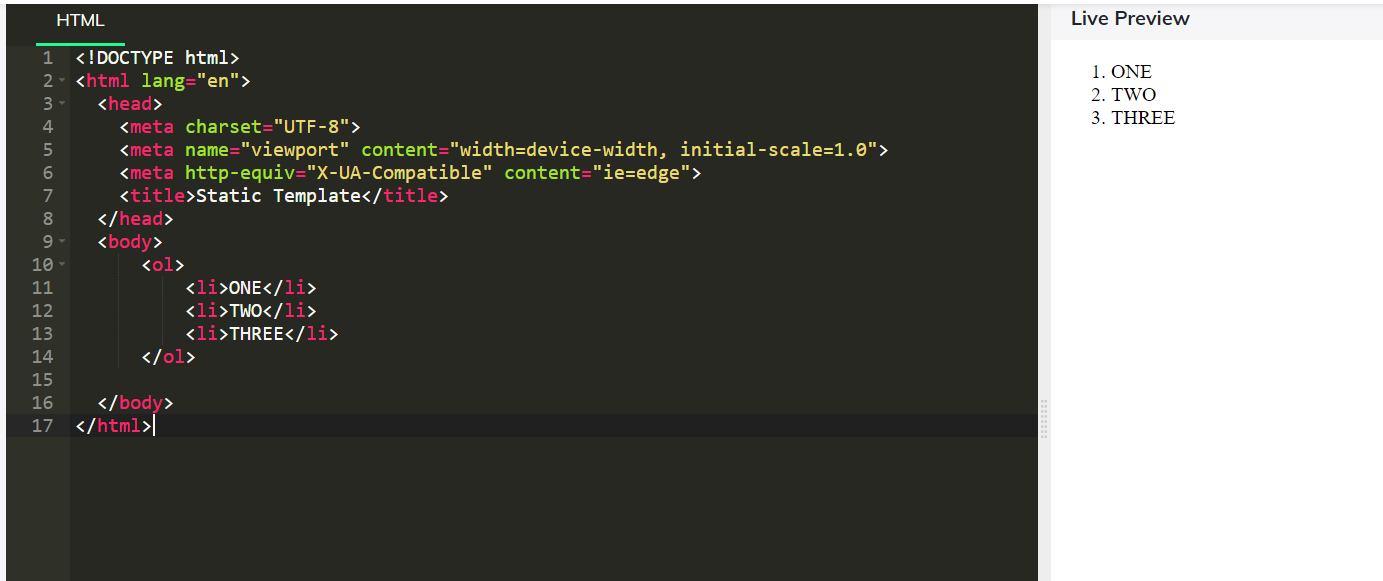 HTML
Live Preview
1 <!DOCTYPE html>
2 <html lang="en">
3 <head>
4 <meta charset="UTF-8">
5 <meta name="viewport" content="width=device-width, initial-scale=1.0">
6 <meta http-equiv="X-UA-Compatible" content="ie=edge">
7 <title>Static Template</title>
8 </head>
9 <body>
10 <ol>
11 <li>ONE</li>
12 <li>TWO</li>
13 <li>THREE</li>
14 </ol>
15
16 </body>
17 </html>
1. ONE
2. TWO
3. THREE